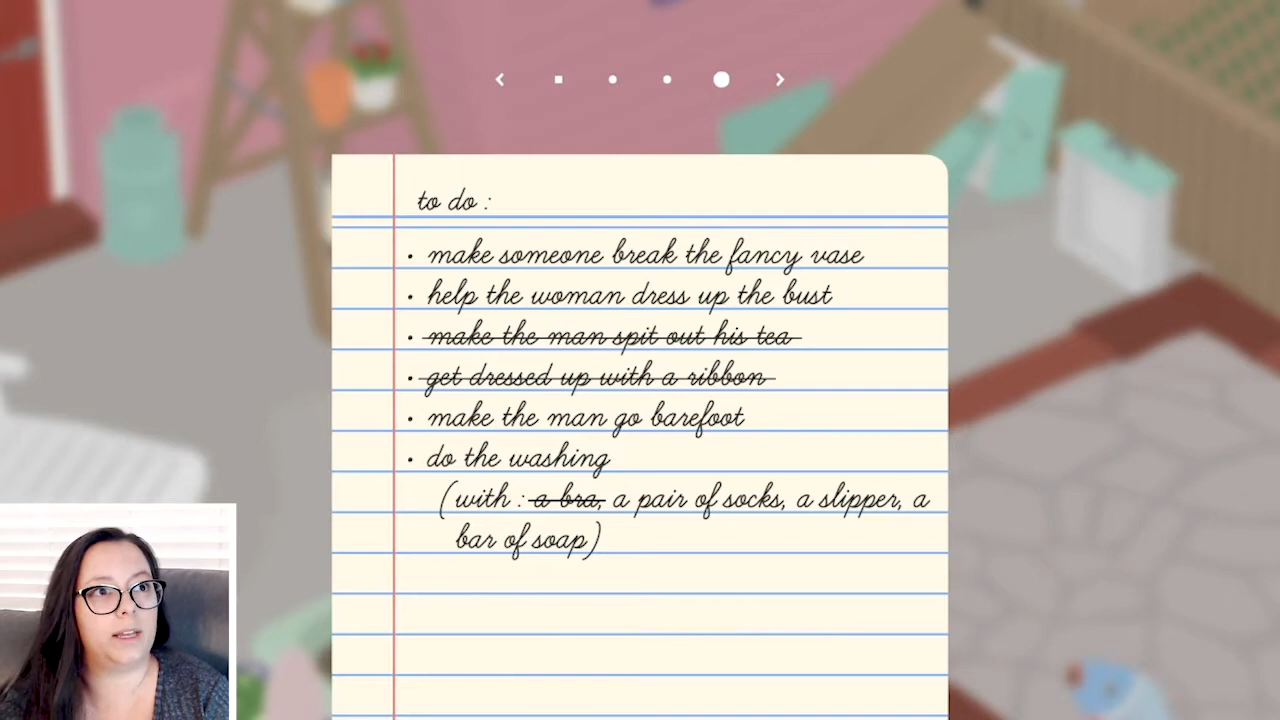 to do :
• make someone break the fancy vase
• help the woman dress up the bust
• make the man spit out his tea
• get dressed up with a ribbon
• make the man go barefoot
• do the washing
(with : a bra, a pair of socks, a slipper, a
bar of soap)